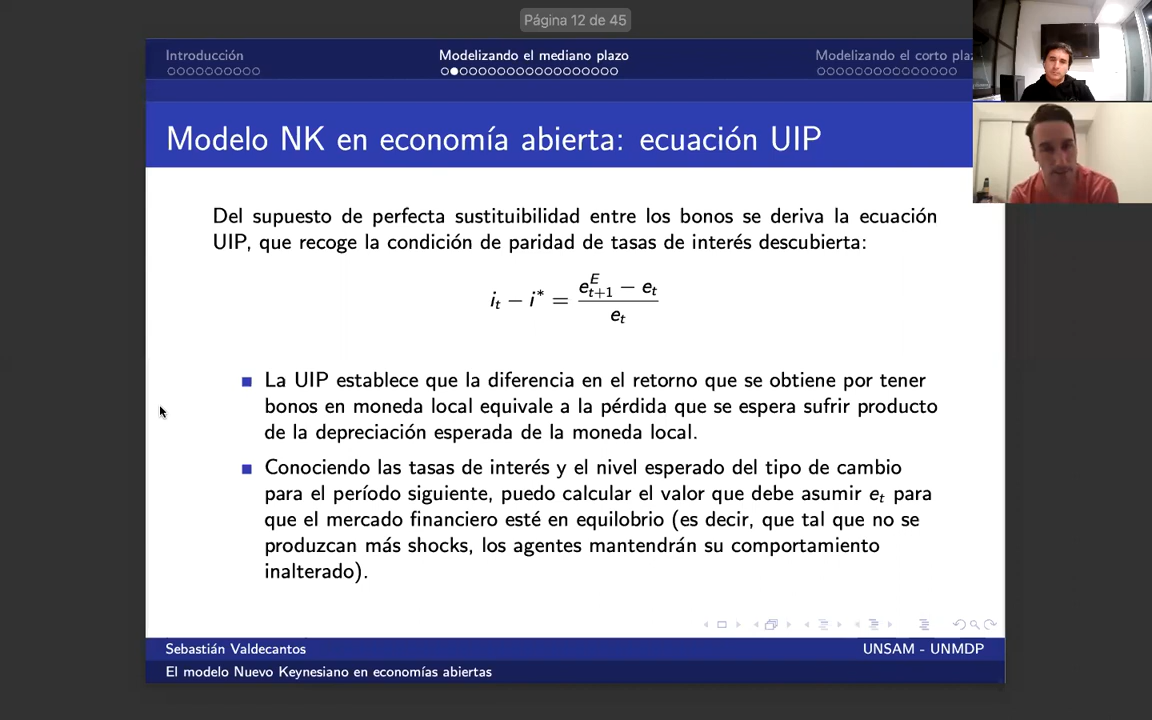 Página 12 de 45
Introducción
Modelizando el mediano plazo
Modelizando el corto plaz
Modelo NK en economía abierta: ecuación UIP
Del supuesto de perfecta sustituibilidad entre los bonos se deriva la ecuación
UIP, que recoge la condición de paridad de tasas de interés descubierta:
i_t − i* = (e^E_{t+1} − e_t) / e_t
La UIP establece que la diferencia en el retorno que se obtiene por tener
bonos en moneda local equivale a la pérdida que se espera sufrir producto
de la depreciación esperada de la moneda local.
Conociendo las tasas de interés y el nivel esperado del tipo de cambio
para el período siguiente, puedo calcular el valor que debe asumir e_t para
que el mercado financiero esté en equilobrio (es decir, que tal que no se
produzcan más shocks, los agentes mantendrán su comportamiento
inalterado).
Sebastián Valdecantos
UNSAM - UNMDP
El modelo Nuevo Keynesiano en economías abiertas